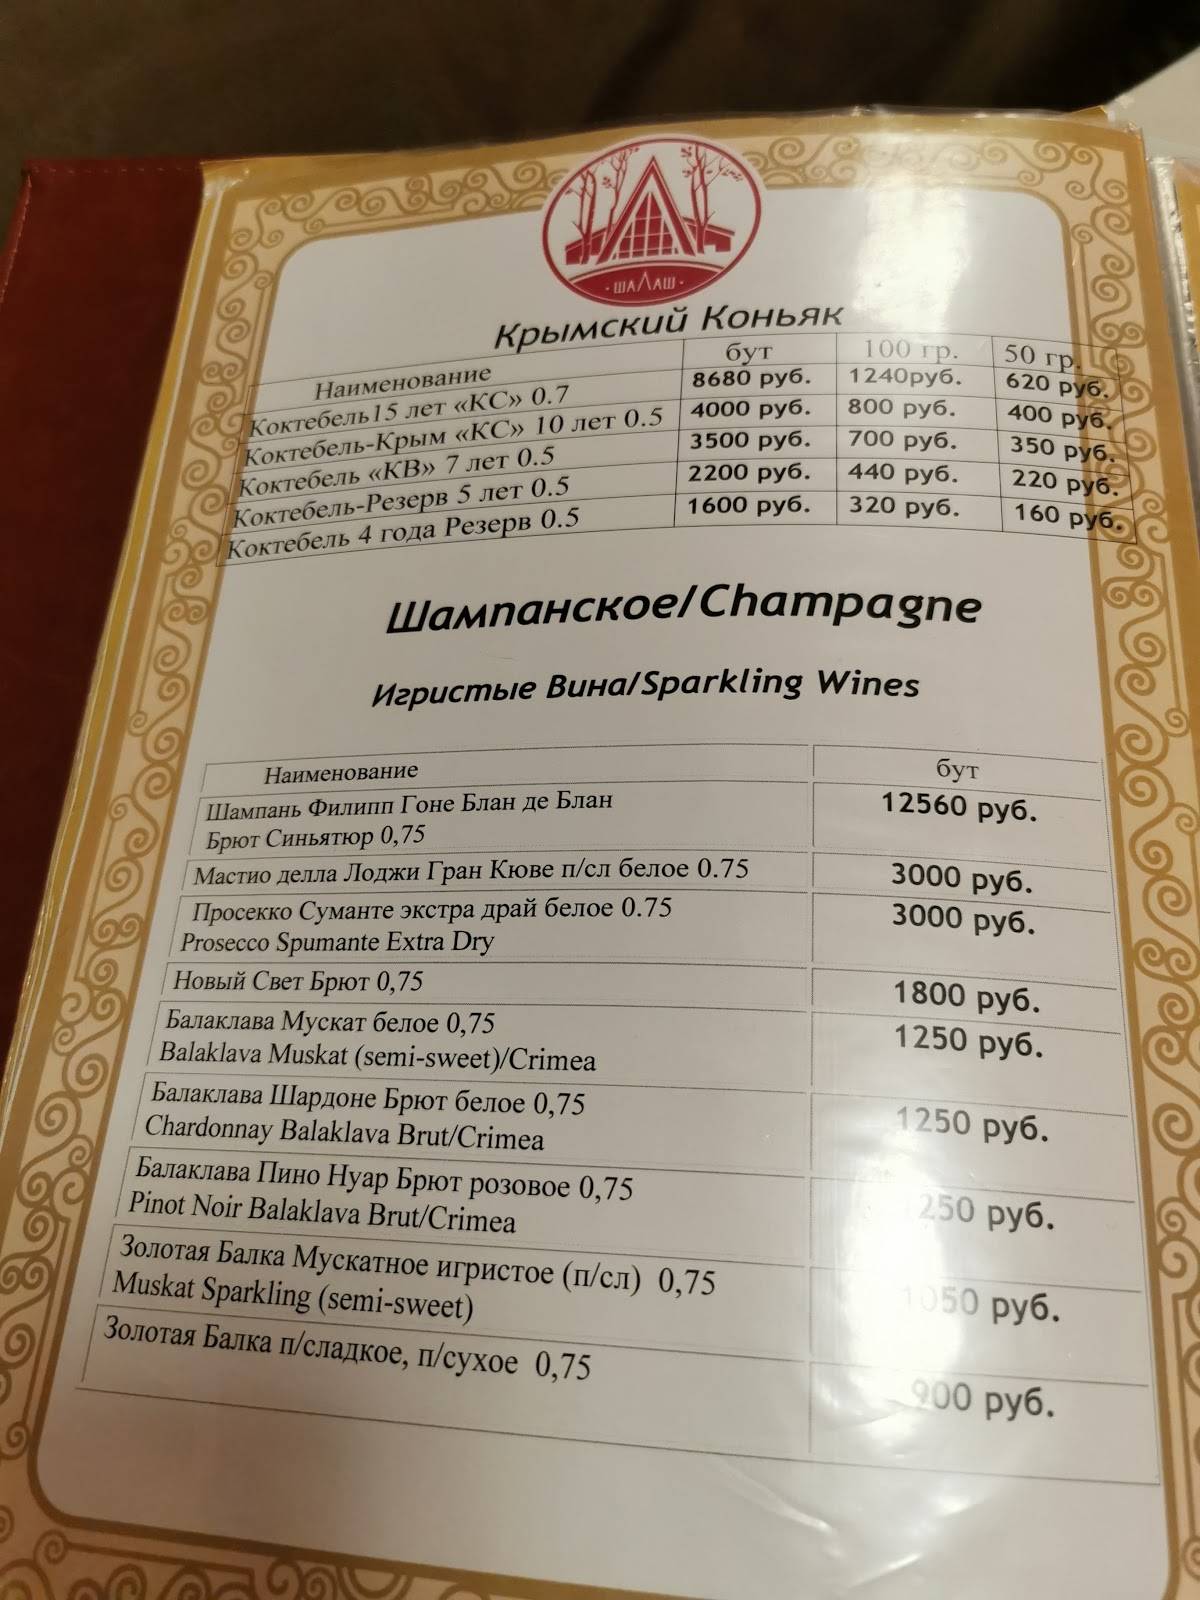 ·ШАЛАШ·
Крымский Коньяк
Наименование бут 100 гр. 50 гр.
Коктебель15 лет «КС» 0.7 8680 руб. 1240руб. 620 руб.
Коктебель-Крым «КС» 10 лет 0.5 4000 руб. 800 руб. 400 руб.
Коктебель «КВ» 7 лет 0.5 3500 руб. 700 руб. 350 руб.
Коктебель-Резерв 5 лет 0.5 2200 руб. 440 руб. 220 руб.
Коктебель 4 года Резерв 0.5 1600 руб. 320 руб. 160 руб.
Шампанское/Champagne
Игристые Вина/Sparkling Wines
Наименование бут
Шампань Филипп Гоне Блан де Блан 12560 руб.
Брют Синьятюр 0,75
Мастио делла Лоджи Гран Кюве п/сл белое 0.75 3000 руб.
Просекко Суманте экстра драй белое 0.75 3000 руб.
Prosecco Spumante Extra Dry
Новый Свет Брют 0,75 1800 руб.
Балаклава Мускат белое 0,75 1250 руб.
Balaklava Muskat (semi-sweet)/Crimea
Балаклава Шардоне Брют белое 0,75 1250 руб.
Chardonnay Balaklava Brut/Crimea
Балаклава Пино Нуар Брют розовое 0,75 1250 руб.
Pinot Noir Balaklava Brut/Crimea
Золотая Балка Мускатное игристое (п/сл) 0,75 1050 руб.
Muskat Sparkling (semi-sweet)
Золотая Балка п/сладкое, п/сухое 0,75 900 руб.